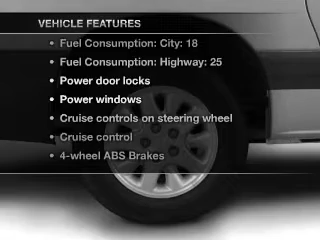 VEHICLE FEATURES
• Fuel Consumption: City: 18
• Fuel Consumption: Highway: 25
• Power door locks
• Power windows
• Cruise controls on steering wheel
• Cruise control
• 4-wheel ABS Brakes